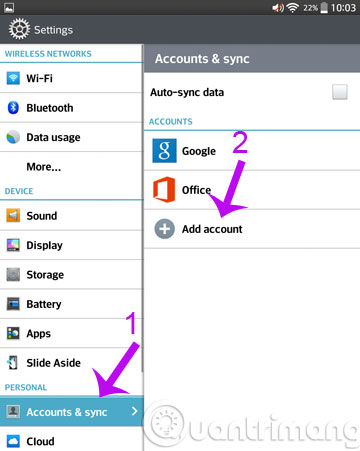 22% 10:03
Settings
WIRELESS NETWORKS
Wi-Fi
Bluetooth
Data usage
More...
DEVICE
Sound
Display
Storage
Battery
Apps
Slide Aside
PERSONAL
Accounts & sync
Cloud
1
Accounts & sync
Auto-sync data
ACCOUNTS
Google
2
Office
Add account
Quantrimang